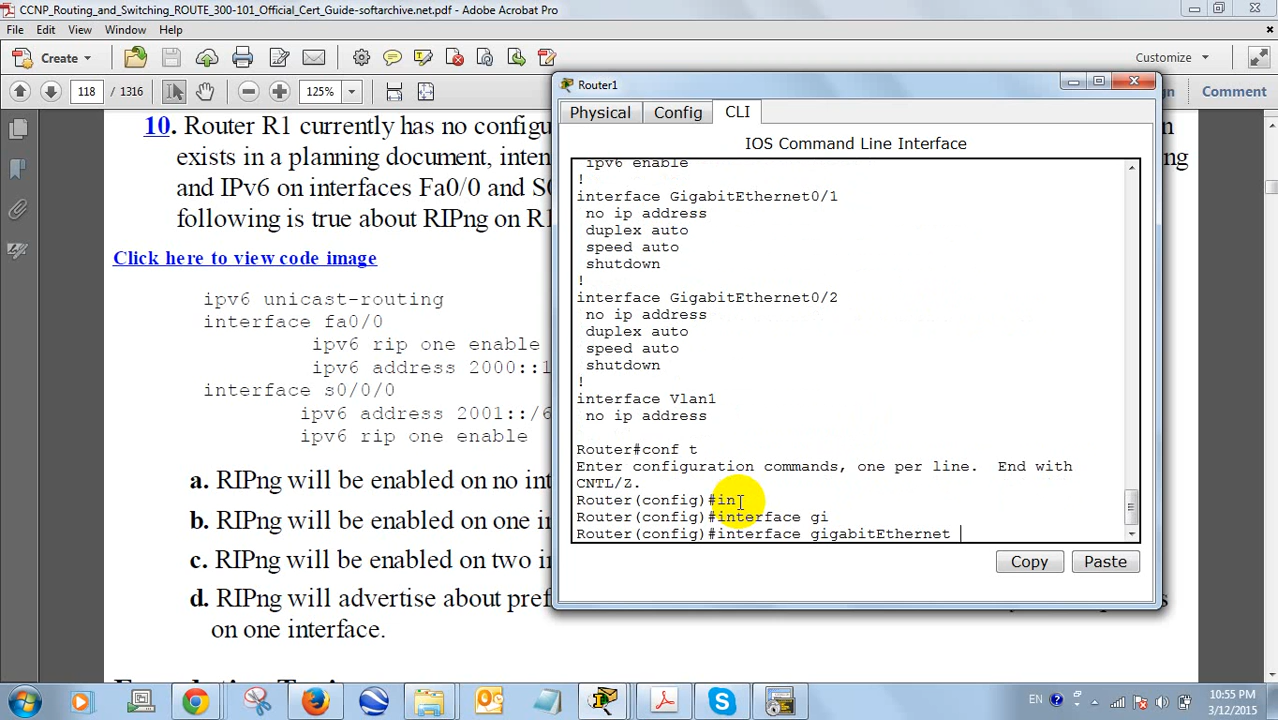 CCNP_Routing_and_Switching_ROUTE_300-101_Official_Cert_Guide-softarchive.net.pdf - Adobe Acrobat Pro
File Edit View Window Help
Create
Customize
118 / 1316
125%
Comment
10. Router R1 currently has no config
exists in a planning document, inten
and IPv6 on interfaces Fa0/0 and S0
following is true about RIPng on R1
Click here to view code image
ipv6 unicast-routing
interface fa0/0
ipv6 rip one enable
ipv6 address 2000::1
interface s0/0/0
ipv6 address 2001::/6
ipv6 rip one enable
a. RIPng will be enabled on no int
b. RIPng will be enabled on one in
c. RIPng will be enabled on two in
d. RIPng will advertise about pref
on one interface.
Router1
Physical Config CLI
IOS Command Line Interface
ipv6 enable
!
interface GigabitEthernet0/1
no ip address
duplex auto
speed auto
shutdown
!
interface GigabitEthernet0/2
no ip address
duplex auto
speed auto
shutdown
!
interface Vlan1
no ip address
Router#conf t
Enter configuration commands, one per line. End with
CNTL/Z.
Router(config)#in
Router(config)#interface gi
Router(config)#interface gigabitEthernet
Copy Paste
EN
10:55 PM
3/12/2015